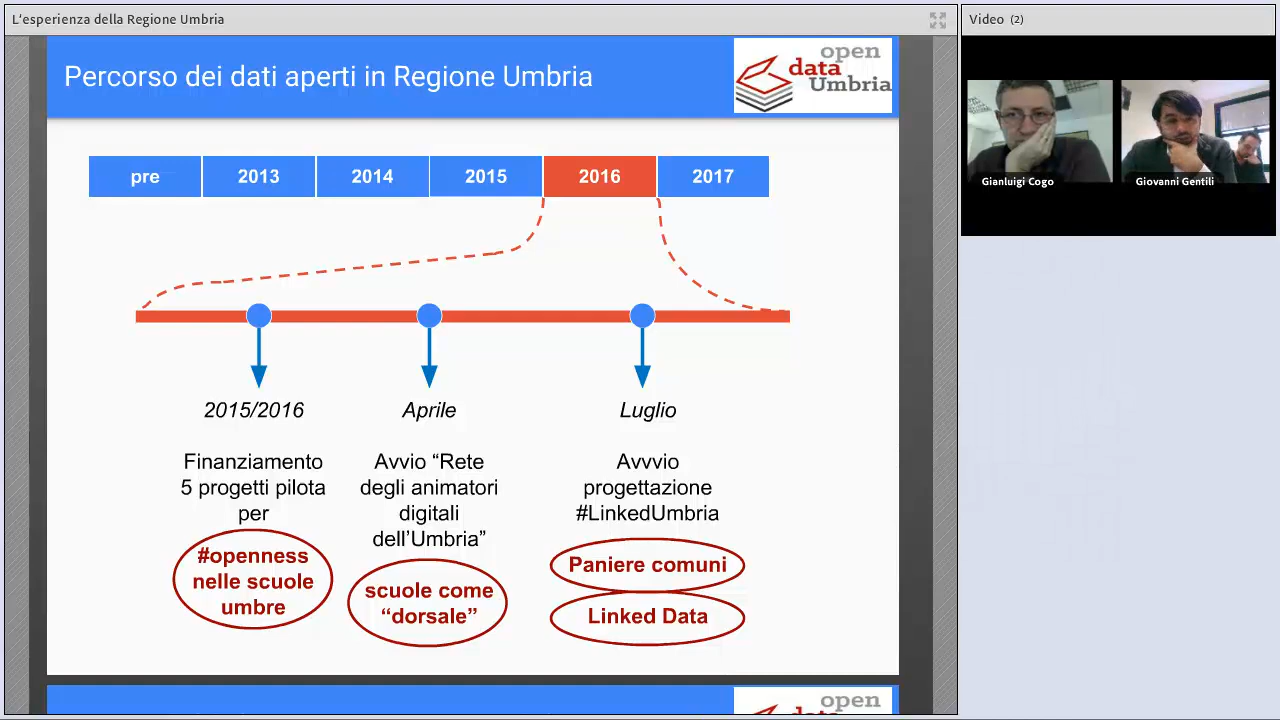 L'esperienza della Regione Umbria
Video (2)
Percorso dei dati aperti in Regione Umbria
open
data
Umbria
Gianluigi Cogo
Giovanni Gentili
pre
2013
2014
2015
2016
2017
2015/2016
Finanziamento
5 progetti pilota
per
#openness
nelle scuole
umbre
Aprile
Avvio “Rete
degli animatori
digitali
dell’Umbria”
scuole come
“dorsale”
Luglio
Avvvio
progettazione
#LinkedUmbria
Paniere comuni
Linked Data
open
data